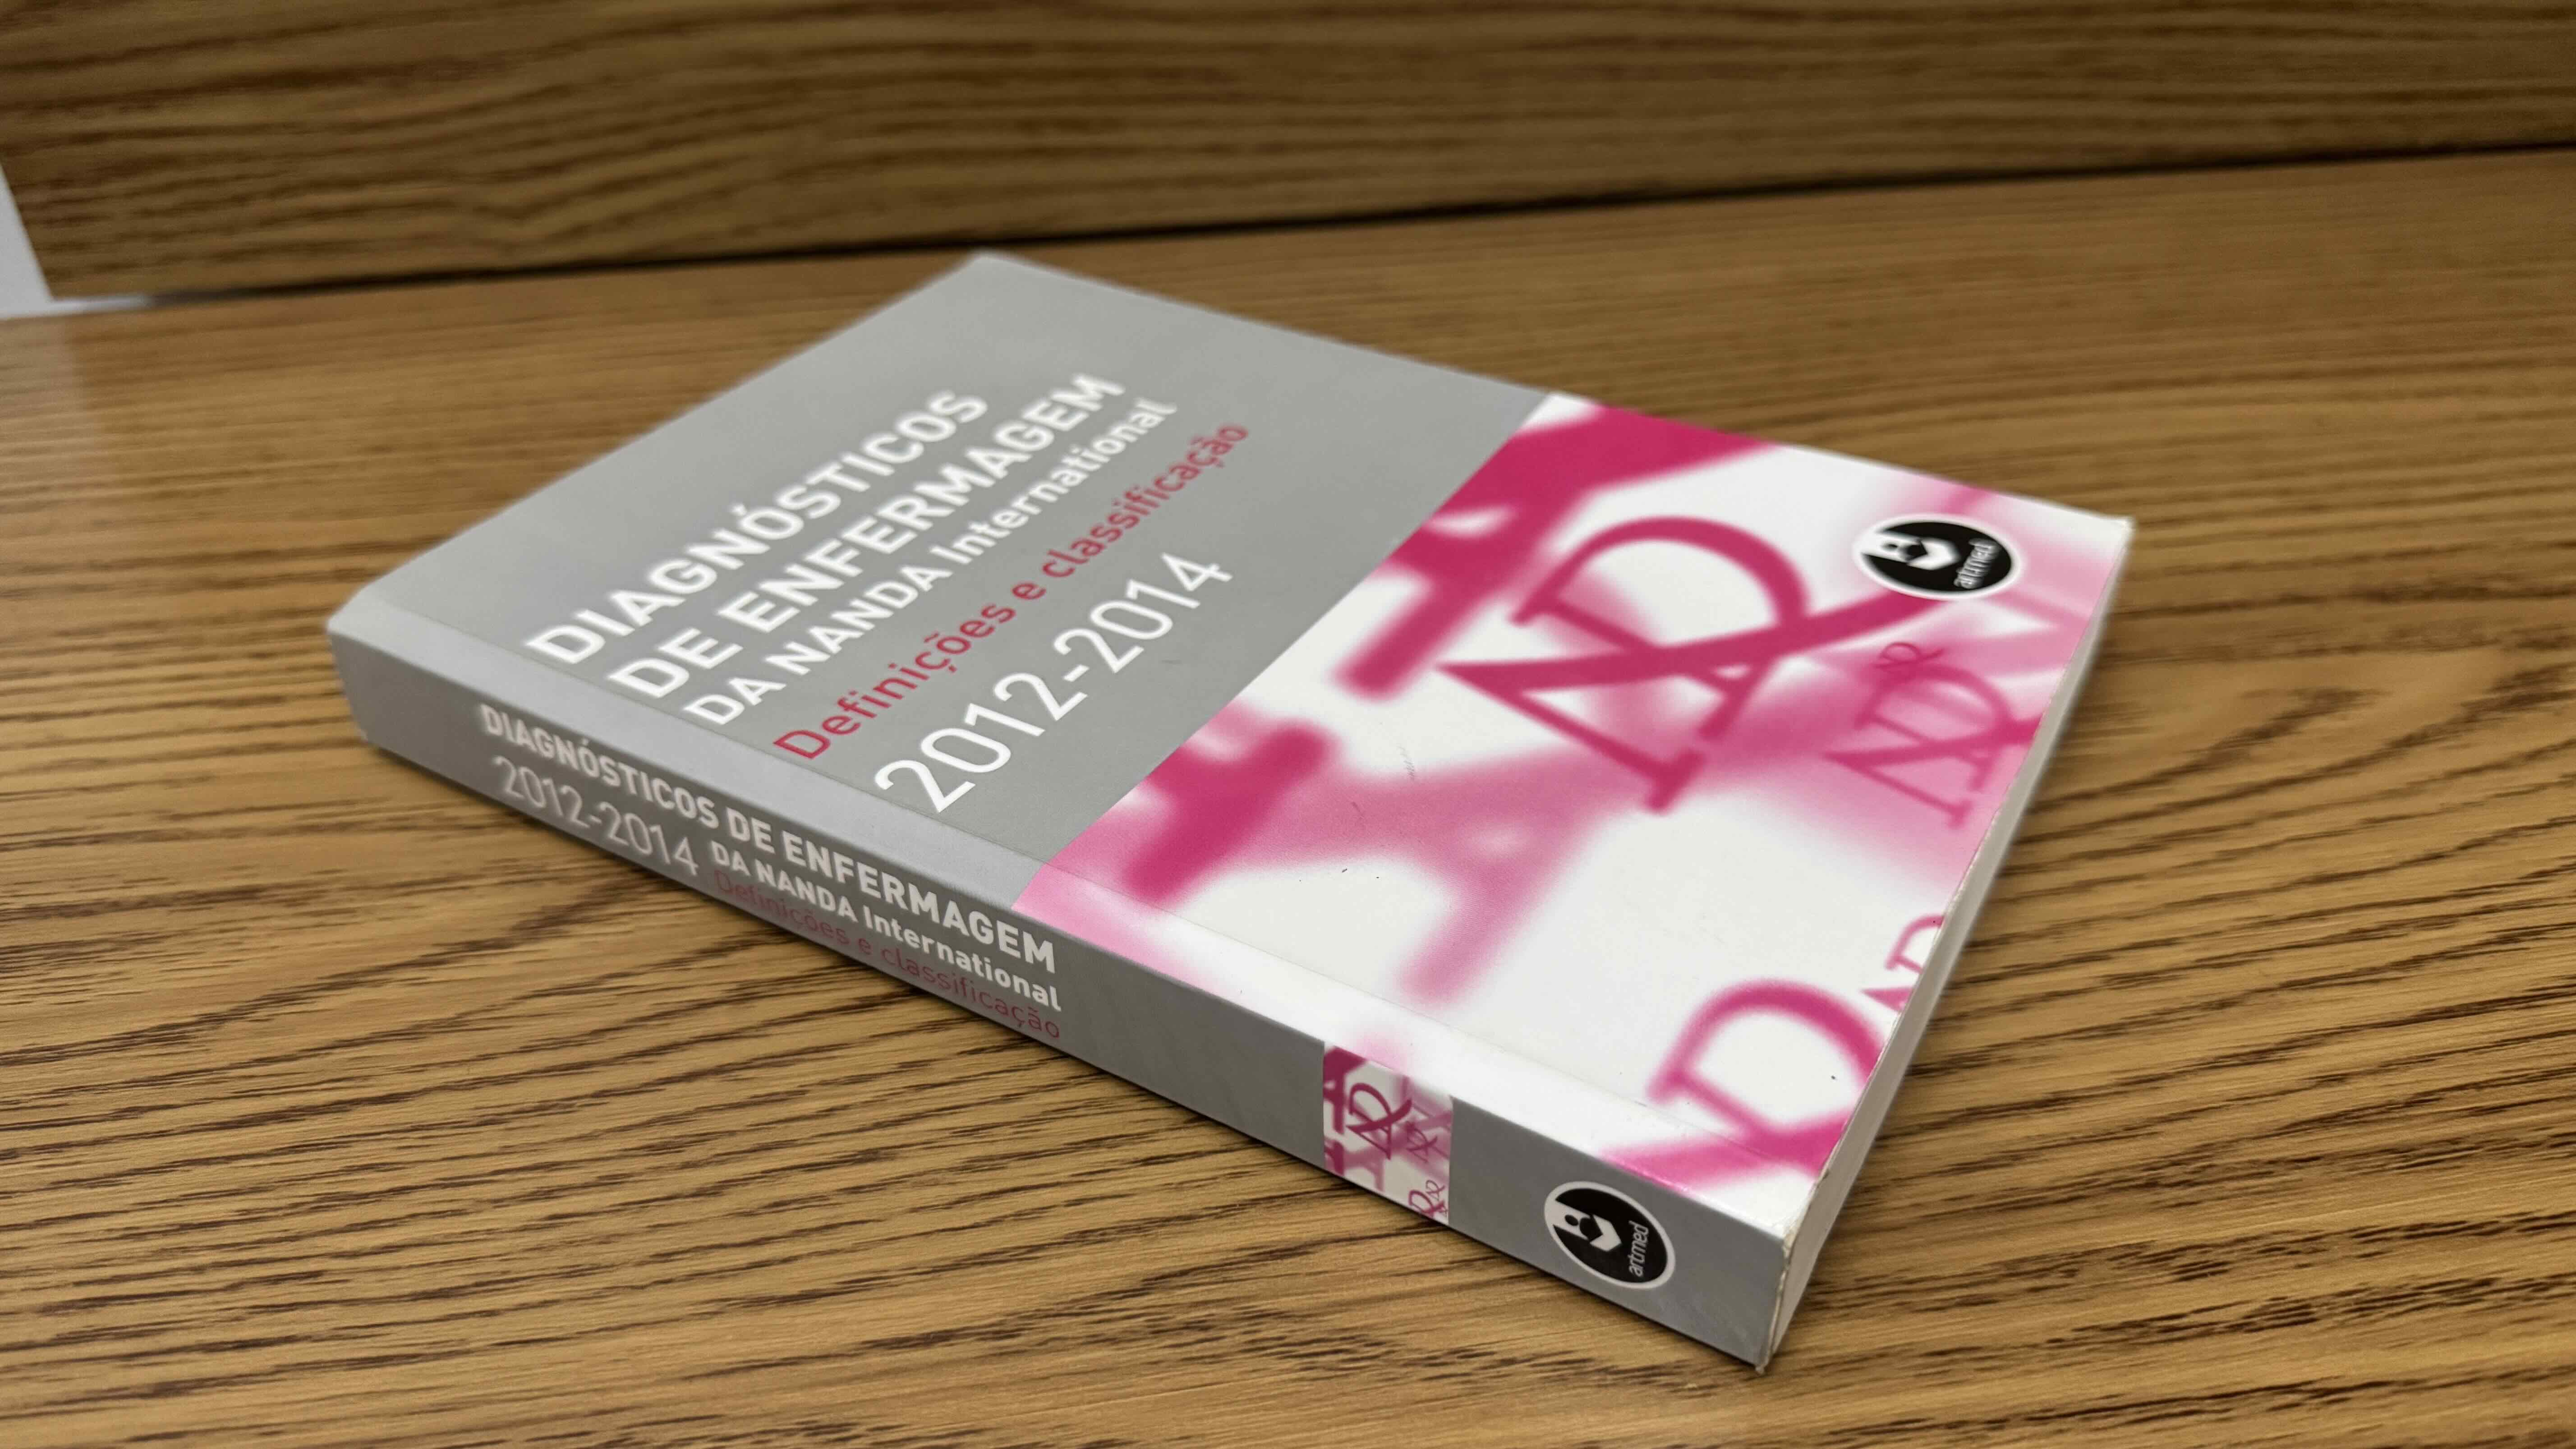 DIAGNÓSTICOS
DE ENFERMAGEM
DA NANDA International
Definições e classificação
2012-2014
artmed
DIAGNÓSTICOS DE ENFERMAGEM
2012-2014 DA NANDA International
Definições e classificação
artmed